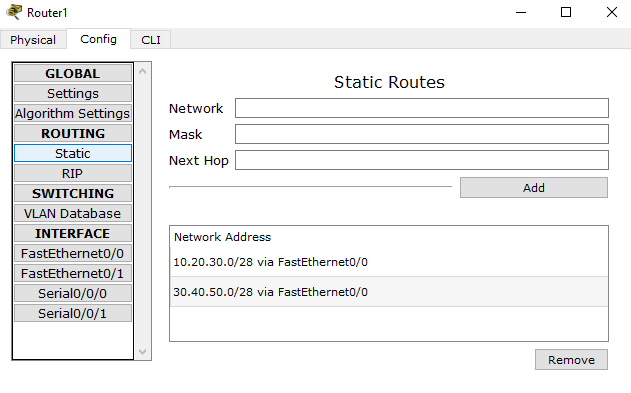 Router1
Physical
Config
CLI
GLOBAL
Settings
Algorithm Settings
ROUTING
Static
RIP
SWITCHING
VLAN Database
INTERFACE
FastEthernet0/0
FastEthernet0/1
Serial0/0/0
Serial0/0/1
Static Routes
Network
Mask
Next Hop
Add
Network Address
10.20.30.0/28 via FastEthernet0/0
30.40.50.0/28 via FastEthernet0/0
Remove